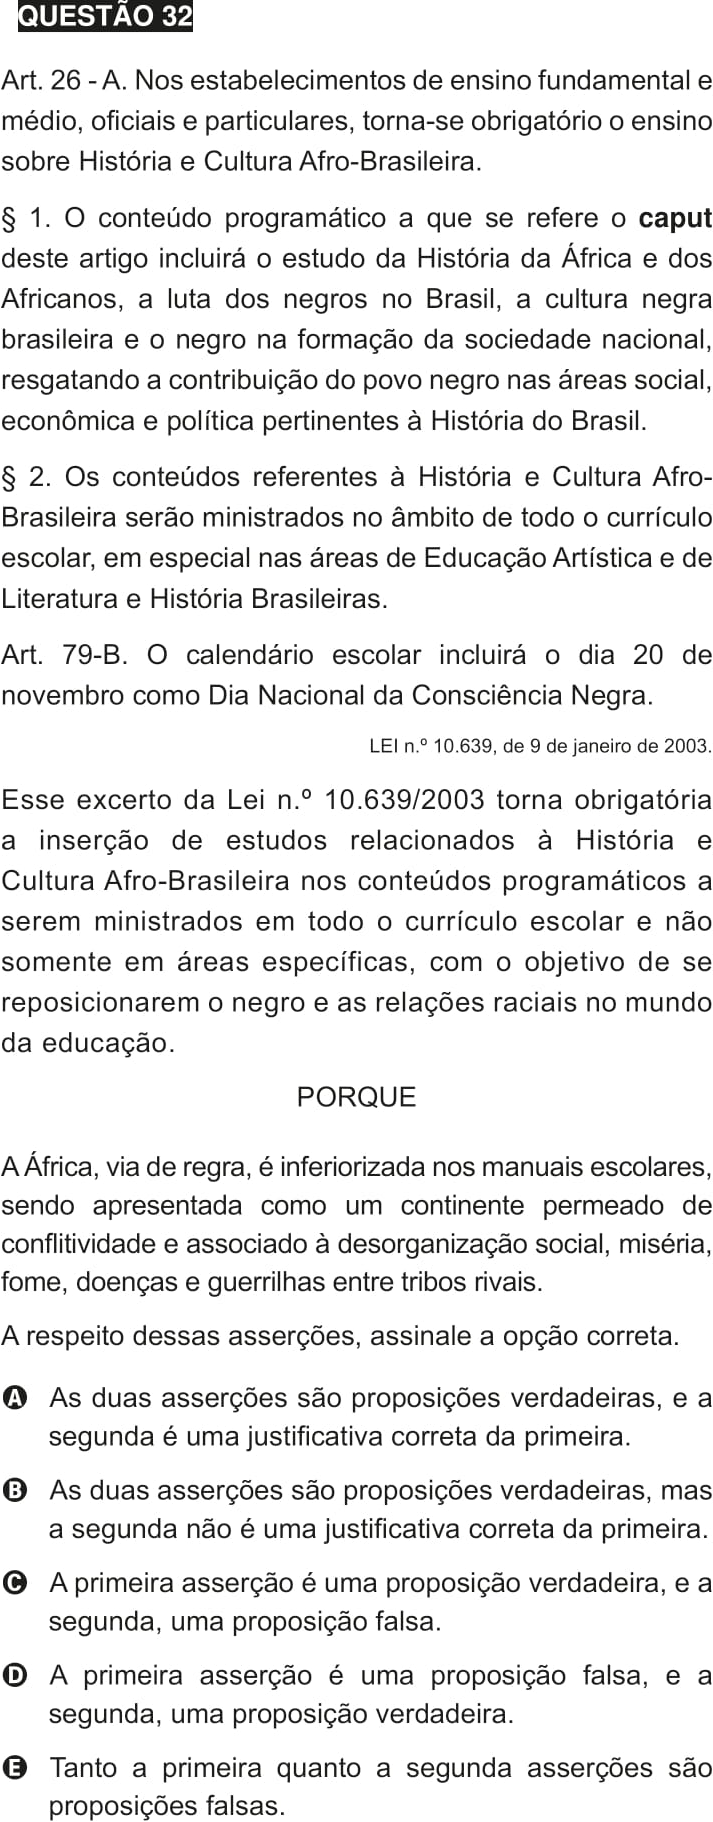 QUESTÃO 32
Art. 26 - A. Nos estabelecimentos de ensino fundamental e
médio, oficiais e particulares, torna-se obrigatório o ensino
sobre História e Cultura Afro-Brasileira.
§ 1. O conteúdo programático a que se refere o caput
deste artigo incluirá o estudo da História da África e dos
Africanos, a luta dos negros no Brasil, a cultura negra
brasileira e o negro na formação da sociedade nacional,
resgatando a contribuição do povo negro nas áreas social,
econômica e política pertinentes à História do Brasil.
§ 2. Os conteúdos referentes à História e Cultura Afro-
Brasileira serão ministrados no âmbito de todo o currículo
escolar, em especial nas áreas de Educação Artística e de
Literatura e História Brasileiras.
Art. 79-B. O calendário escolar incluirá o dia 20 de
novembro como Dia Nacional da Consciência Negra.
LEI n.º 10.639, de 9 de janeiro de 2003.
Esse excerto da Lei n.º 10.639/2003 torna obrigatória
a inserção de estudos relacionados à História e
Cultura Afro-Brasileira nos conteúdos programáticos a
serem ministrados em todo o currículo escolar e não
somente em áreas específicas, com o objetivo de se
reposicionarem o negro e as relações raciais no mundo
da educação.
PORQUE
A África, via de regra, é inferiorizada nos manuais escolares,
sendo apresentada como um continente permeado de
conflitividade e associado à desorganização social, miséria,
fome, doenças e guerrilhas entre tribos rivais.
A respeito dessas asserções, assinale a opção correta.
A As duas asserções são proposições verdadeiras, e a
segunda é uma justificativa correta da primeira.
B As duas asserções são proposições verdadeiras, mas
a segunda não é uma justificativa correta da primeira.
C A primeira asserção é uma proposição verdadeira, e a
segunda, uma proposição falsa.
D A primeira asserção é uma proposição falsa, e a
segunda, uma proposição verdadeira.
E Tanto a primeira quanto a segunda asserções são
proposições falsas.